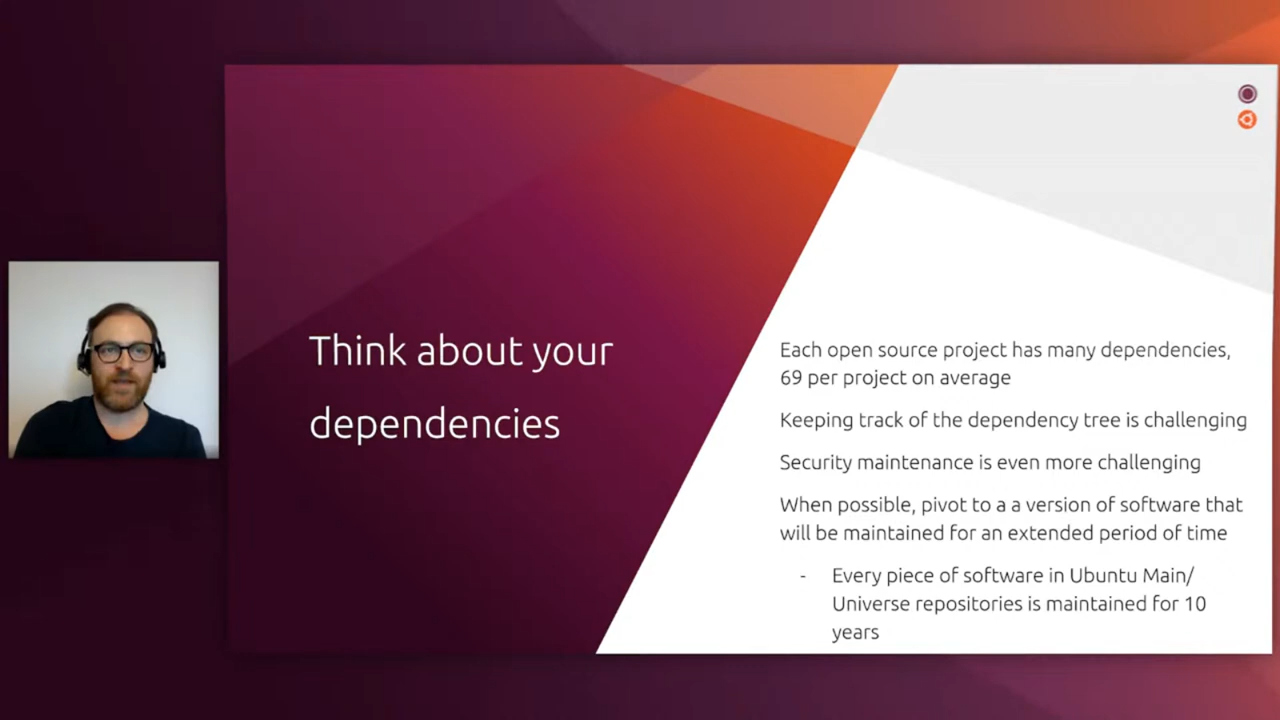 Think about your
dependencies
Each open source project has many dependencies,
69 per project on average
Keeping track of the dependency tree is challenging
Security maintenance is even more challenging
When possible, pivot to a a version of software that
will be maintained for an extended period of time
- Every piece of software in Ubuntu Main/
Universe repositories is maintained for 10
years